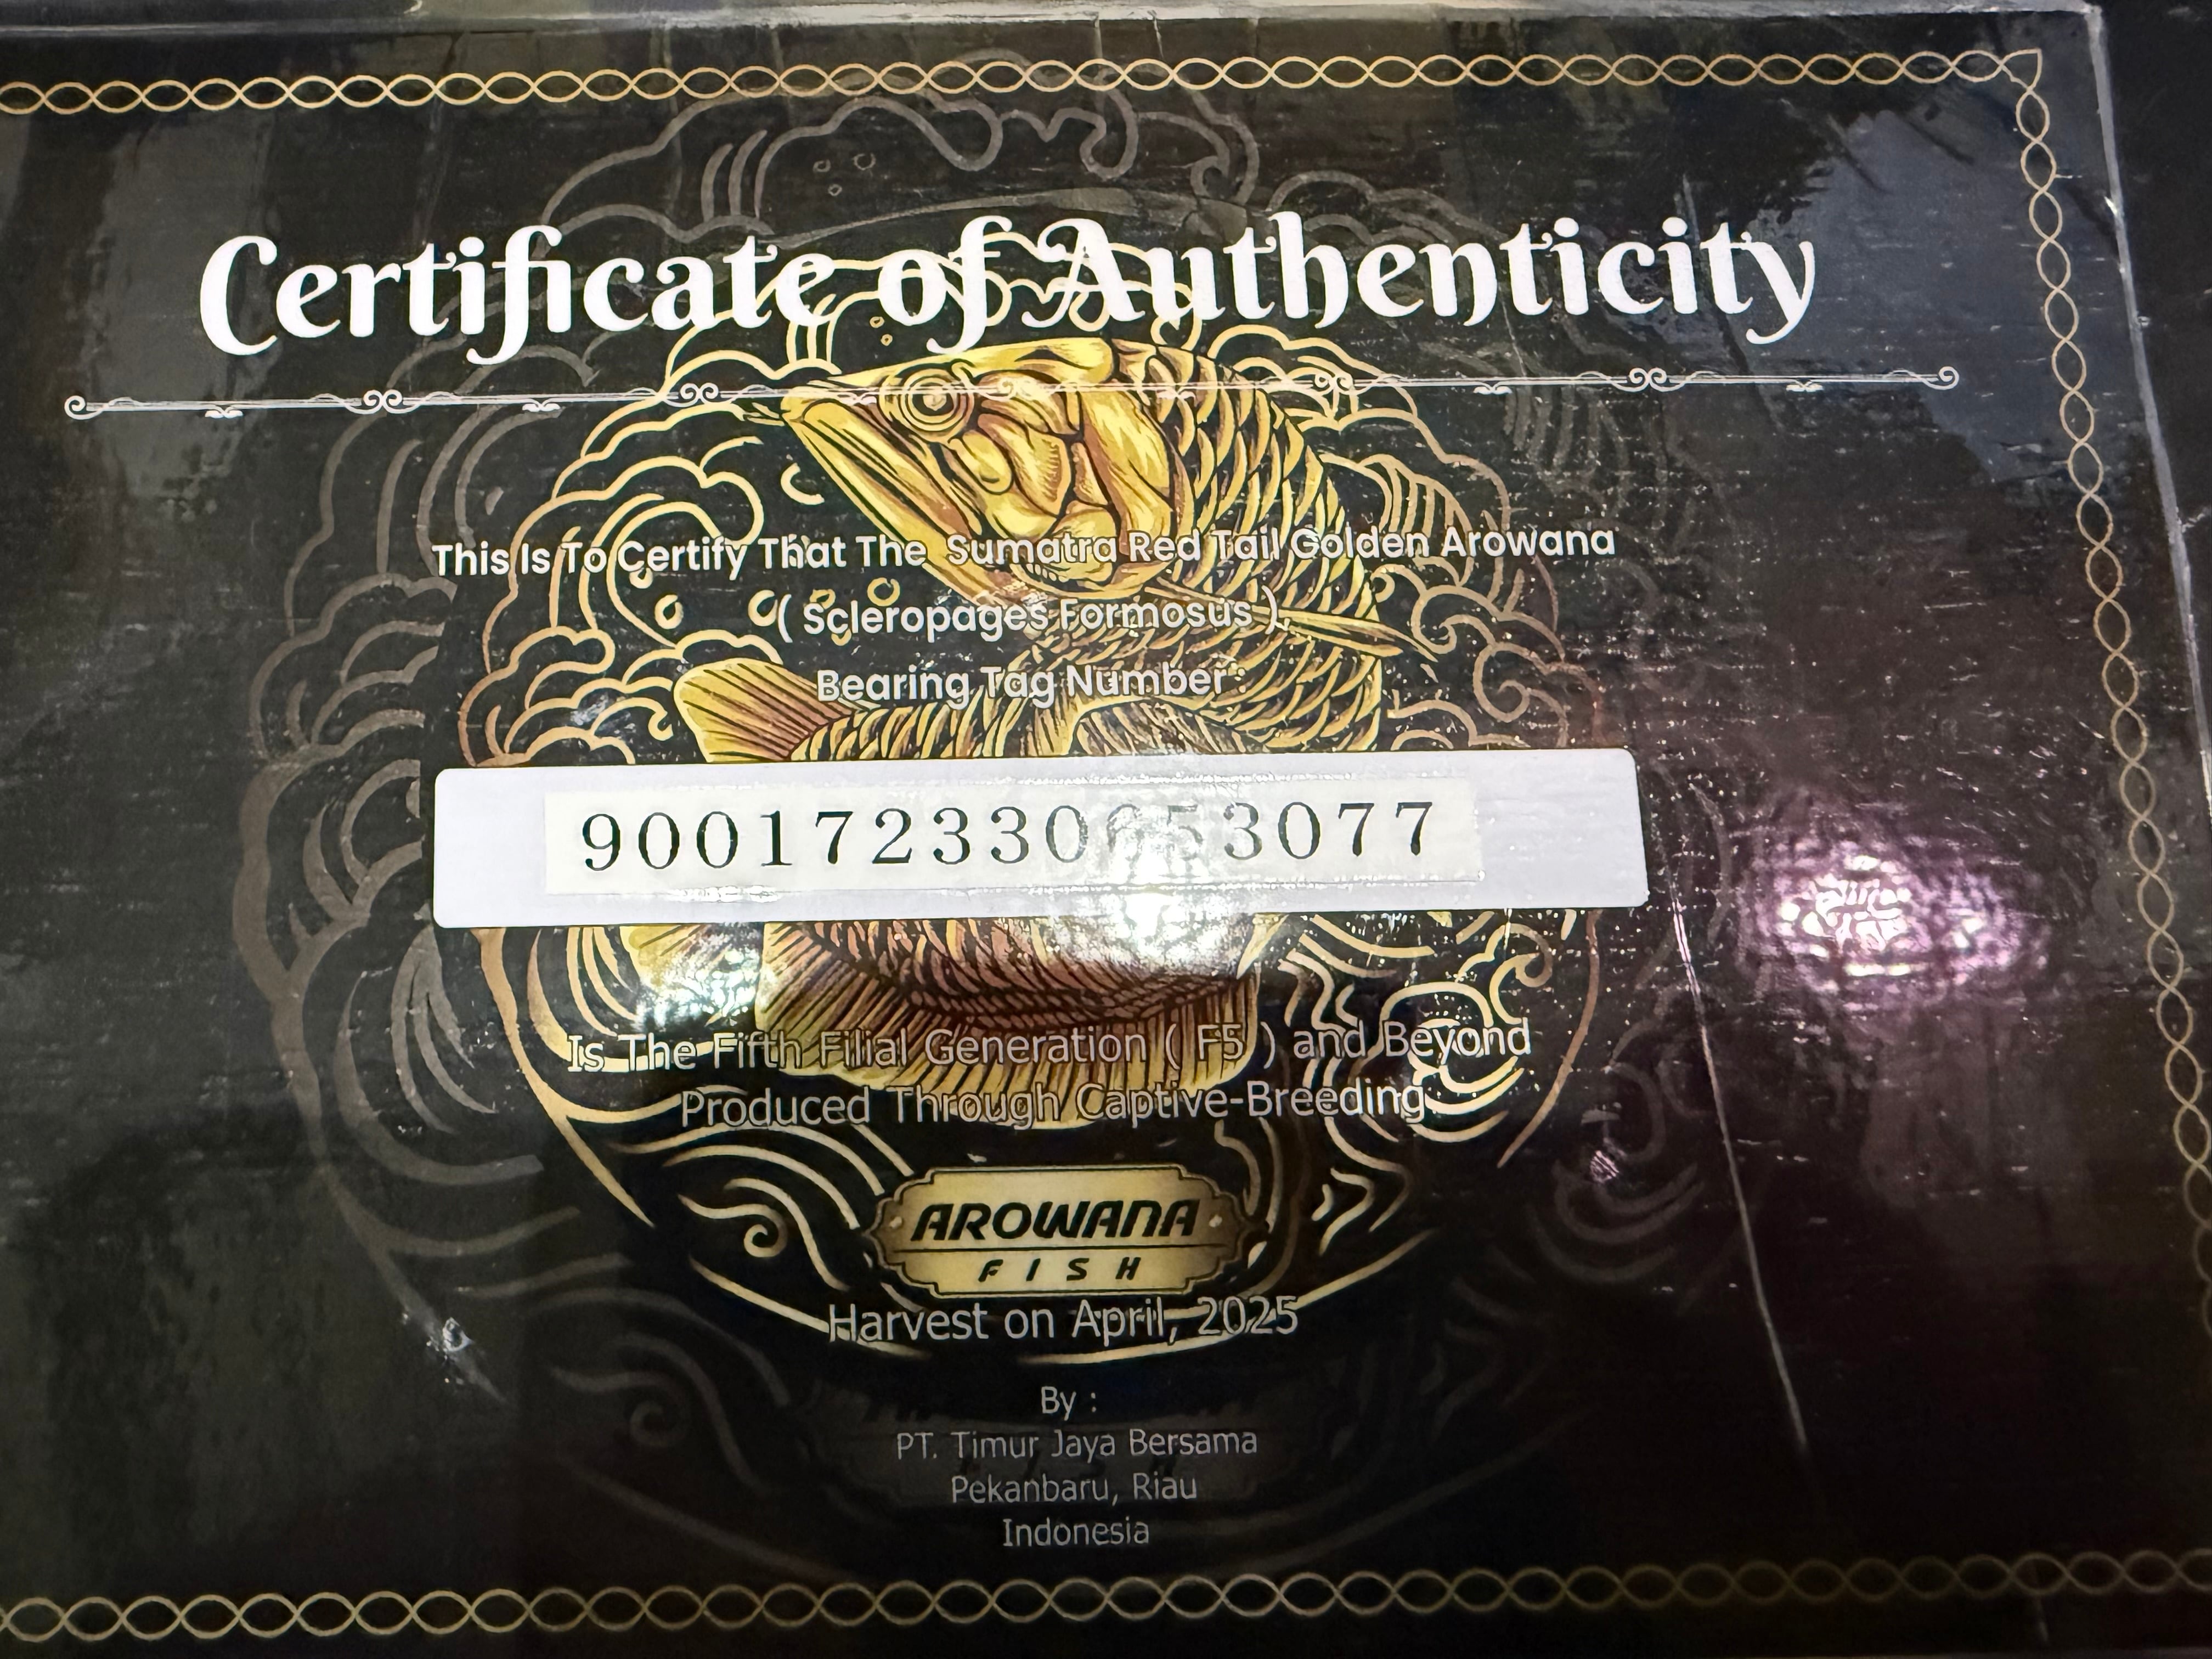 Certificate of Authenticity
This Is To Certify That The Sumatra Red Tail Golden Arowana
( Scleropages Formosus )
Bearing Tag Number :
Is The Fifth Filial Generation ( F5 ) and Beyond
Produced Through Captive-Breeding
AROWANA
FISH
Harvest on April, 2025
By :
PT. Timur Jaya Bersama
Pekanbaru, Riau
Indonesia